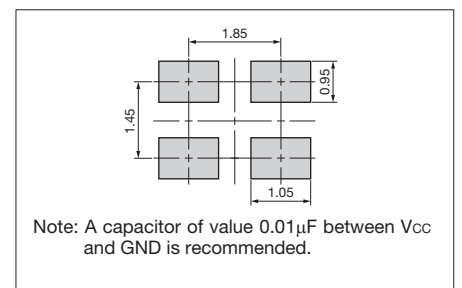 1.85
0.95
1.45
1.05
Note: A capacitor of value 0.01μF between Vcc
and GND is recommended.